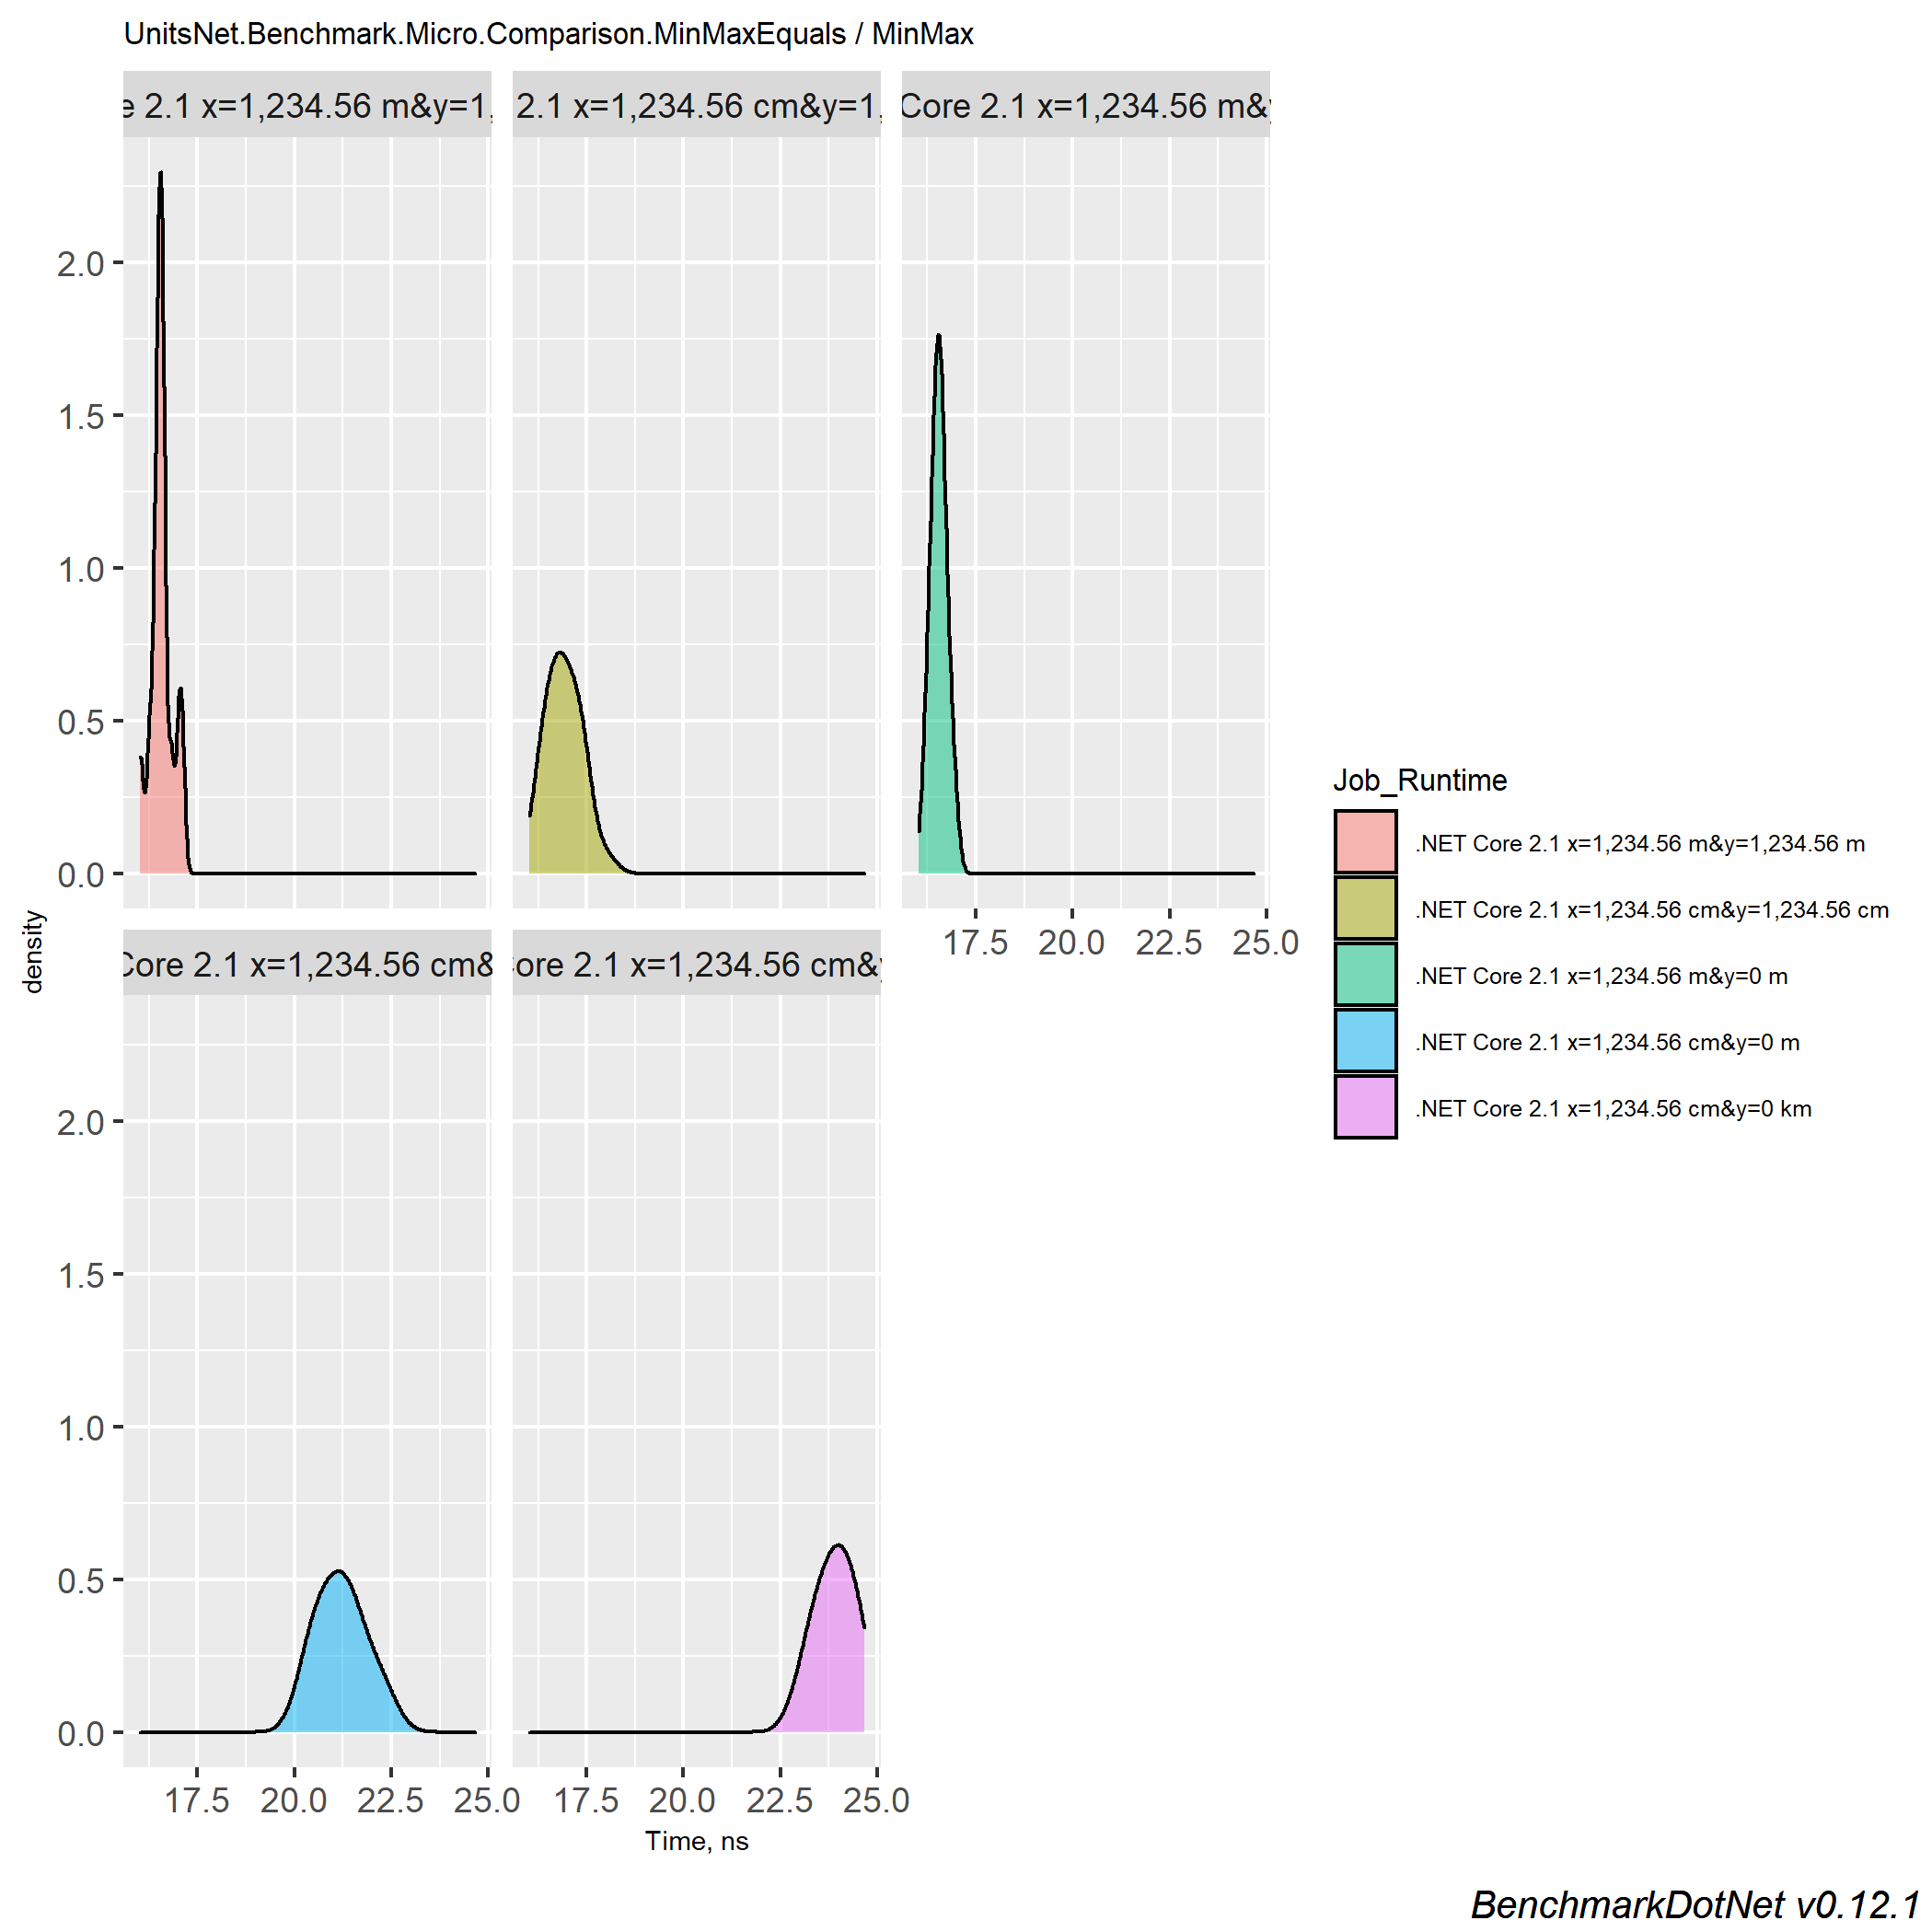 UnitsNet.Benchmark.Micro.Comparison.MinMaxEquals / MinMax
e 2.1 x=1,234.56 m&y=1,
2.1 x=1,234.56 cm&y=1,
Core 2.1 x=1,234.56 m&y
2.0
1.5
1.0
0.5
0.0
17.5 20.0 22.5 25.0
density
Core 2.1 x=1,234.56 cm&
Core 2.1 x=1,234.56 cm&y
2.0
1.5
1.0
0.5
0.0
17.5 20.0 22.5 25.0
17.5 20.0 22.5 25.0
Time, ns
Job_Runtime
.NET Core 2.1 x=1,234.56 m&y=1,234.56 m
.NET Core 2.1 x=1,234.56 cm&y=1,234.56 cm
.NET Core 2.1 x=1,234.56 m&y=0 m
.NET Core 2.1 x=1,234.56 cm&y=0 m
.NET Core 2.1 x=1,234.56 cm&y=0 km
BenchmarkDotNet v0.12.1